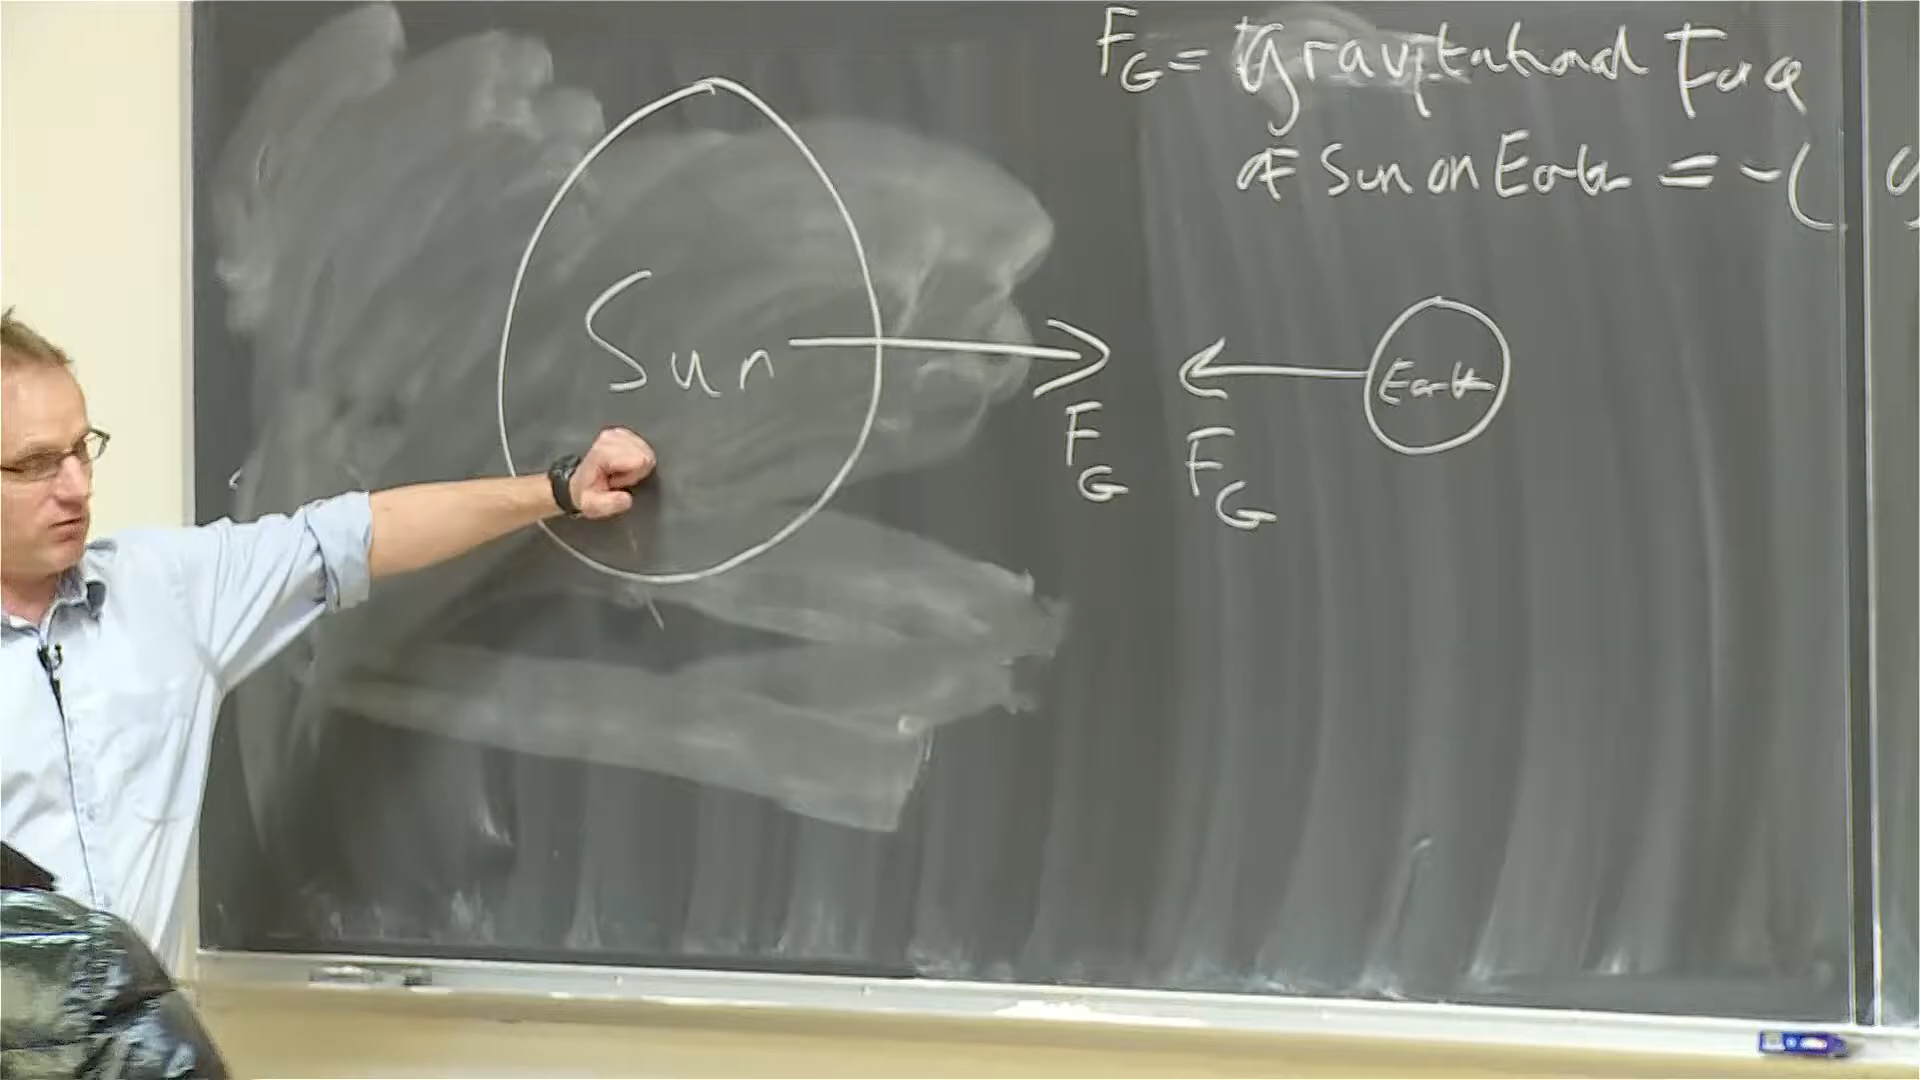 F_G = Gravitational Force
of Sun on Earth = - (
Sun
Earth
F_G
F_G